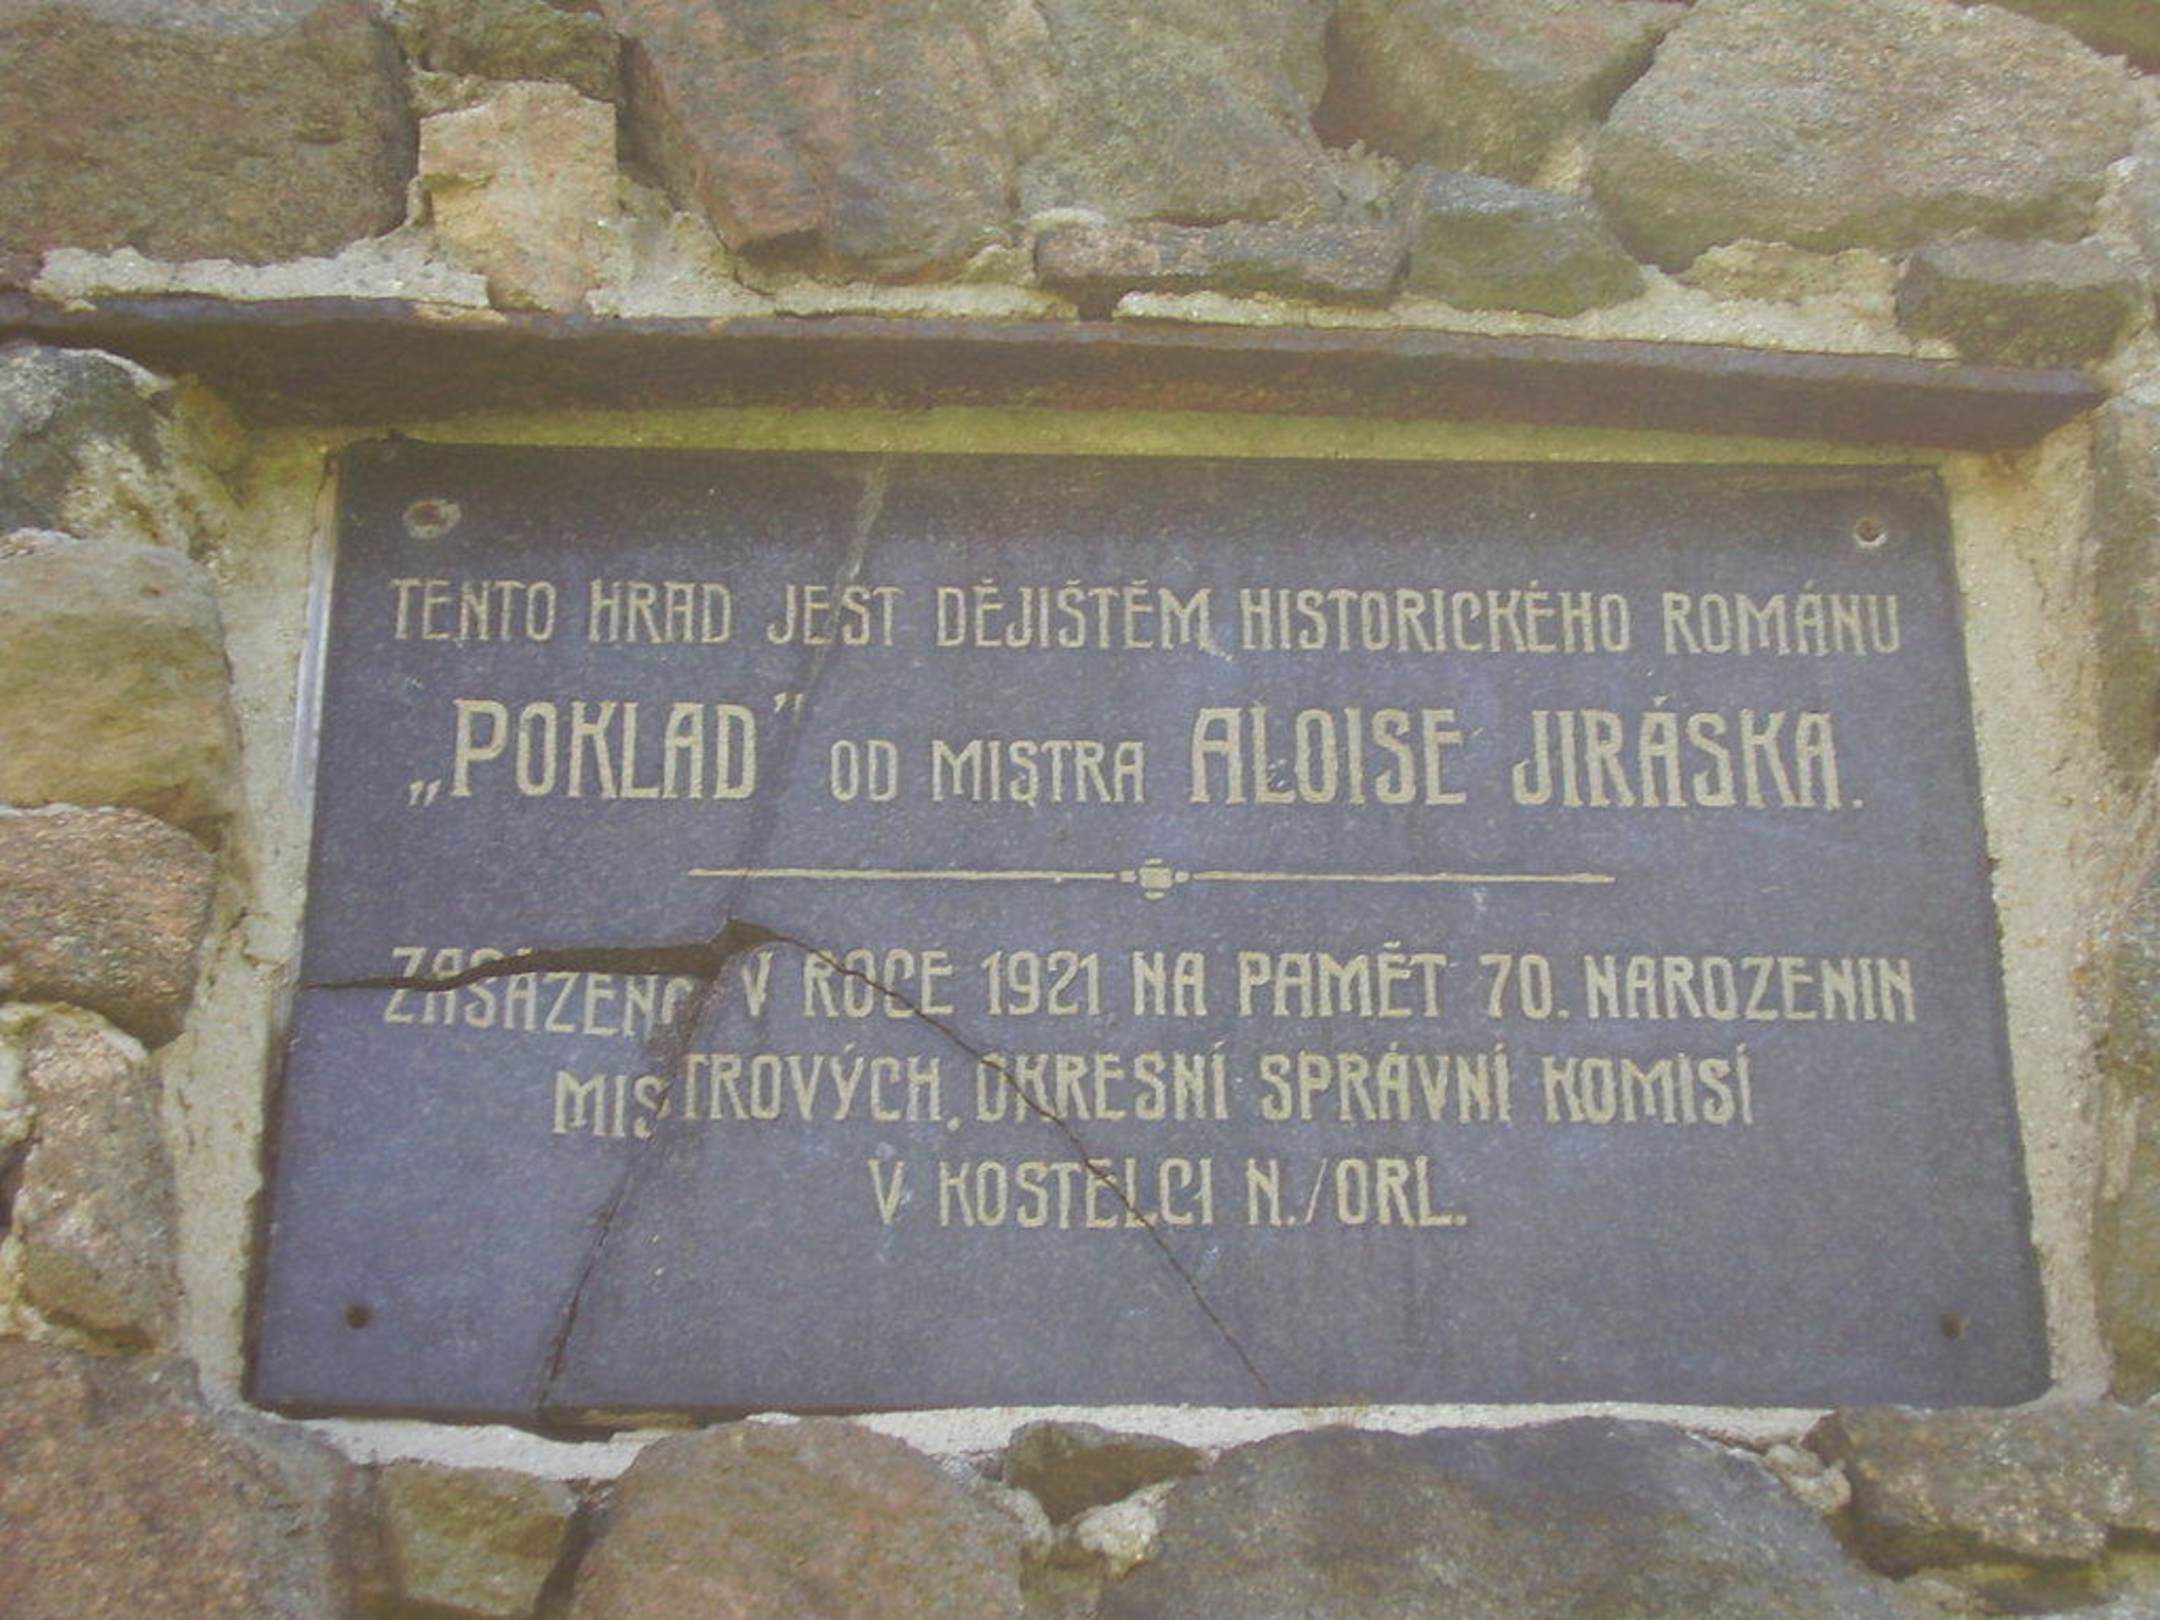 TENTO HRAD JEST DĚJIŠTĚM HISTORICKÉHO ROMÁNU
„POKLAD” OD MISTRA ALOISE JIRÁSKA.
ZASÁZENO V ROCE 1921 NA PAMĚT 70. NAROZENIN
MISTROVÝCH, OKRESNÍ SPRÁVNÍ KOMISÍ
V KOSTELCI N./ORL.